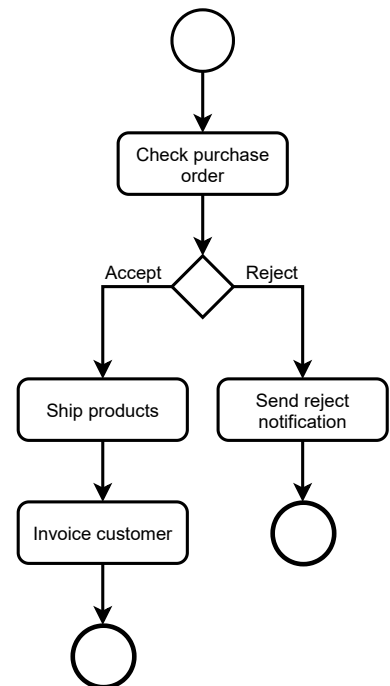 Check purchase
order
Accept
Reject
Ship products
Send reject
notification
Invoice customer